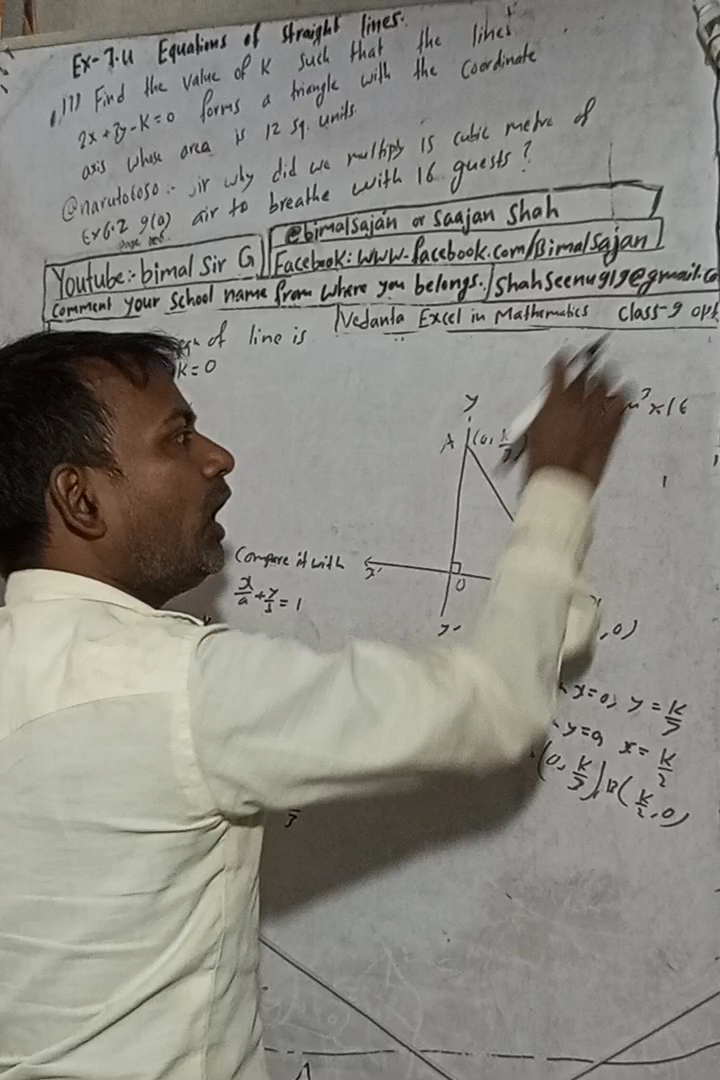 Ex-7.4 Equations of straight lines.
Find the value of K such that the lines
2x+3y-K=0 forms a triangle with the coordinate
axis whose area is 12 sq. units.
@narutoloso:- sir why did we multiply 15 cubic metre of
Ex6.2 9(a) air to breathe with 16 guests?
@bimalsajan or Saajan Shah
Youtube:- bimal Sir G
Facebook: www.facebook.com/Bimalsajan
Comment your school name from where you belongs. / Shahseenu919@gmail.co
Vedanta Excel in Mathematics Class-9 opt
of line is
K=0
x16
y
A (0, K/3)
Compare it with
x'
x/a + y/b = 1
O
y'
,0)
x=0, y=K/3
y=0, x=K/2
(0, K/3) B(K/2, 0)
3